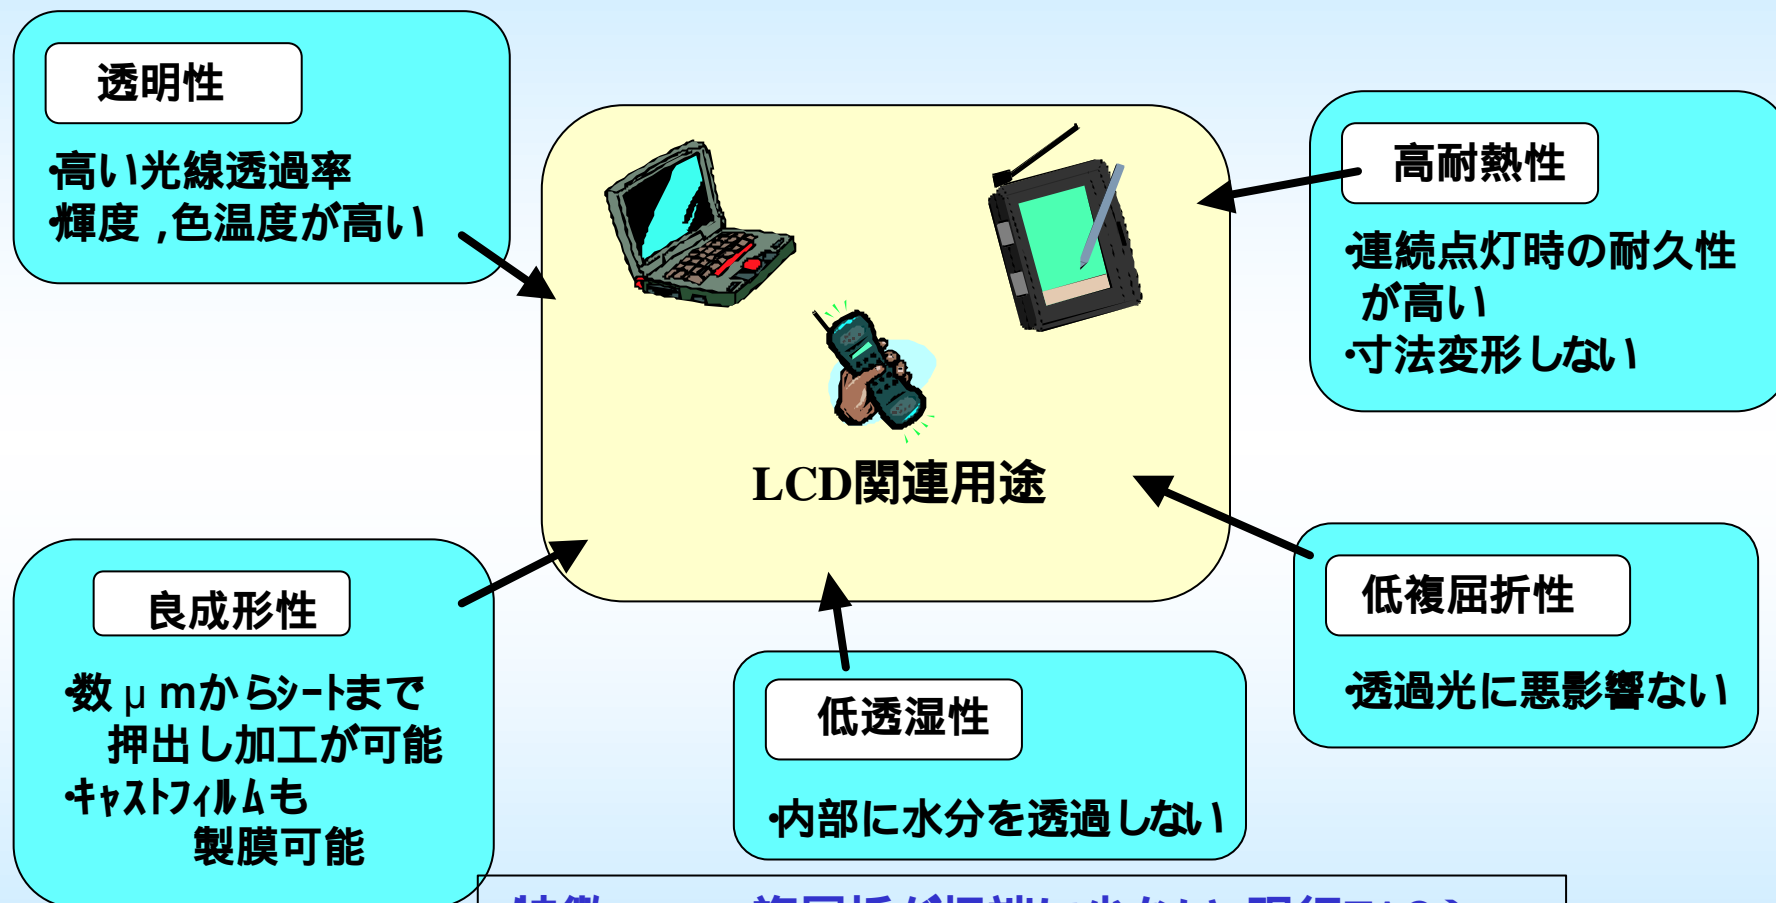 透明性
・高い光線透過率
・輝度,色温度が高い
高耐熱性
・連続点灯時の耐久性
が高い
・寸法変形しない
LCD関連用途
良成形性
・数μmからシートまで
押出し加工が可能
・キャストフィルムも
製膜可能
低透湿性
・内部に水分を透過しない
低複屈折性
・透過光に悪影響ない